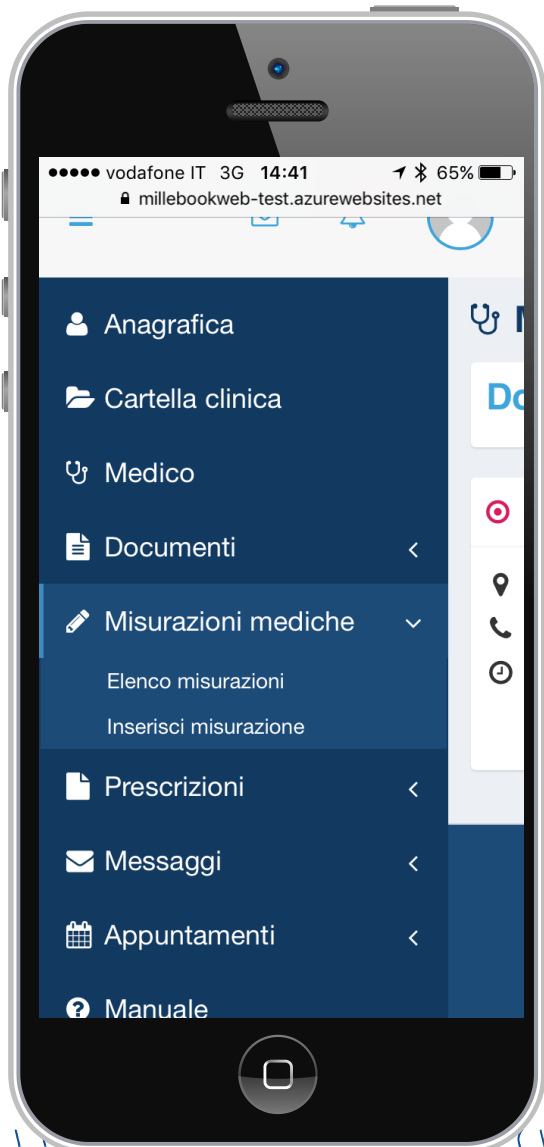 vodafone IT 3G 14:41 65%
millebookweb-test.azurewebsites.net
Anagrafica
Cartella clinica
Medico
Documenti
Misurazioni mediche
Elenco misurazioni
Inserisci misurazione
Prescrizioni
Messaggi
Appuntamenti
Manuale